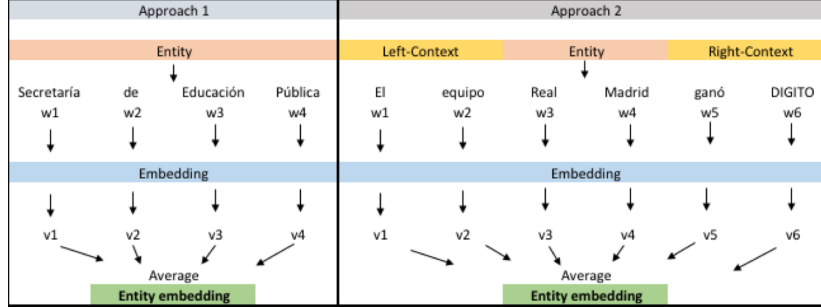 Approach 1
Approach 2
Entity
Left-Context Entity Right-Context
Secretaría de Educación Pública
w1 w2 w3 w4
El equipo Real Madrid ganó DIGITO
w1 w2 w3 w4 w5 w6
Embedding
Embedding
v1 v2 v3 v4
v1 v2 v3 v4 v5 v6
Average
Entity embedding
Average
Entity embedding